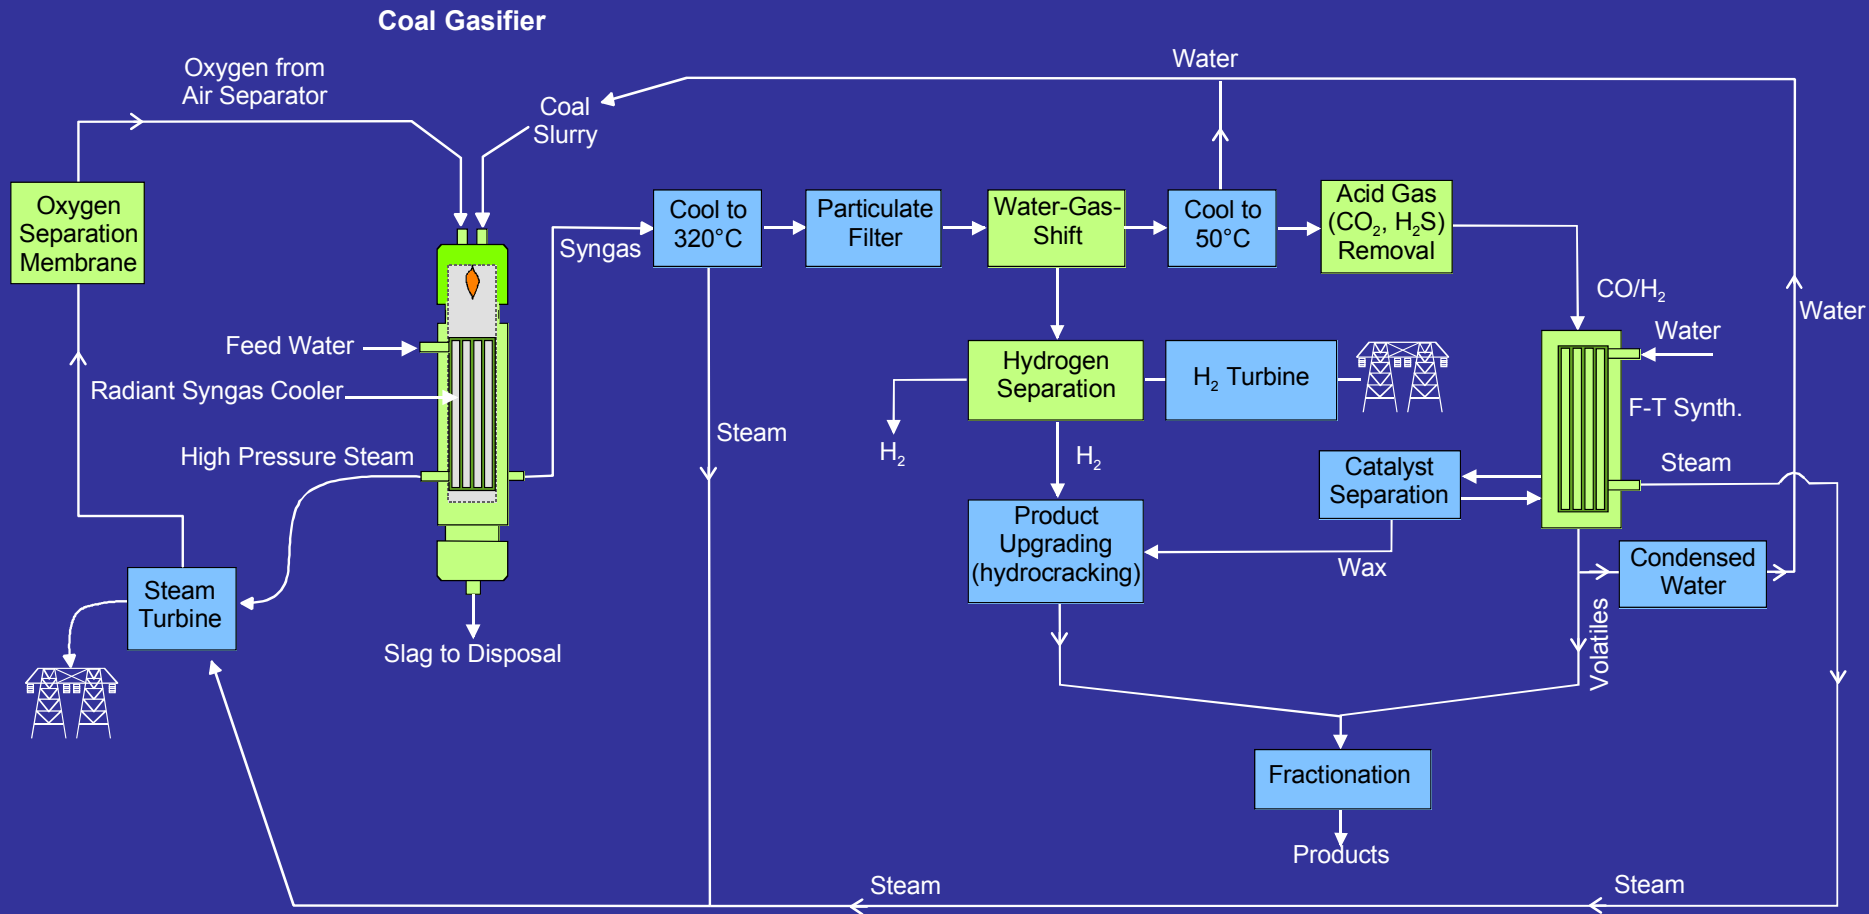 Coal Gasifier
Oxygen from
Air Separator
Water
Coal
Slurry
Oxygen
Separation
Membrane
Cool to
320°C
Particulate
Filter
Water-Gas-
Shift
Cool to
50°C
Acid Gas
(CO₂, H₂S)
Removal
Syngas
CO/H₂
Water
Water
Feed Water
Radiant Syngas Cooler
Hydrogen
Separation
H₂ Turbine
F-T Synth.
Steam
H₂
H₂
High Pressure Steam
Catalyst
Separation
Steam
Product
Upgrading
(hydrocracking)
Wax
Condensed
Water
Steam
Turbine
Slag to Disposal
Volatiles
Fractionation
Products
Steam
Steam